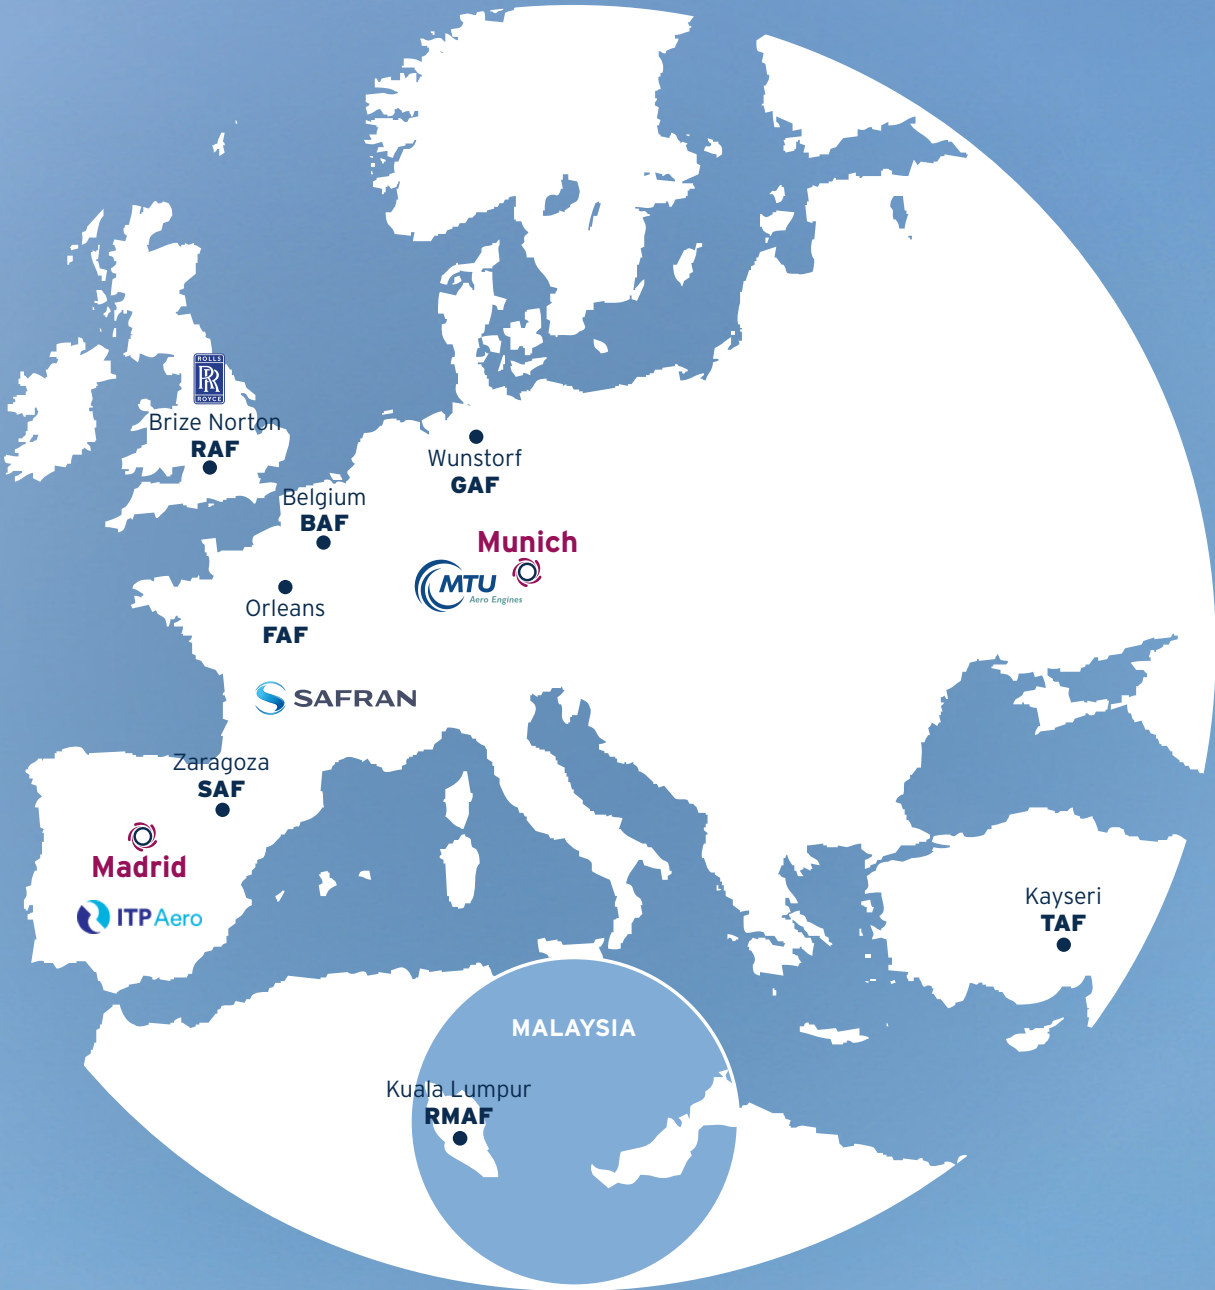 ROLLS
RR
ROYCE
Brize Norton
RAF
Wunstorf
GAF
Belgium
BAF
Munich
MTU
Aero Engines
Orleans
FAF
SAFRAN
Zaragoza
SAF
Madrid
ITP Aero
Kayseri
TAF
MALAYSIA
Kuala Lumpur
RMAF